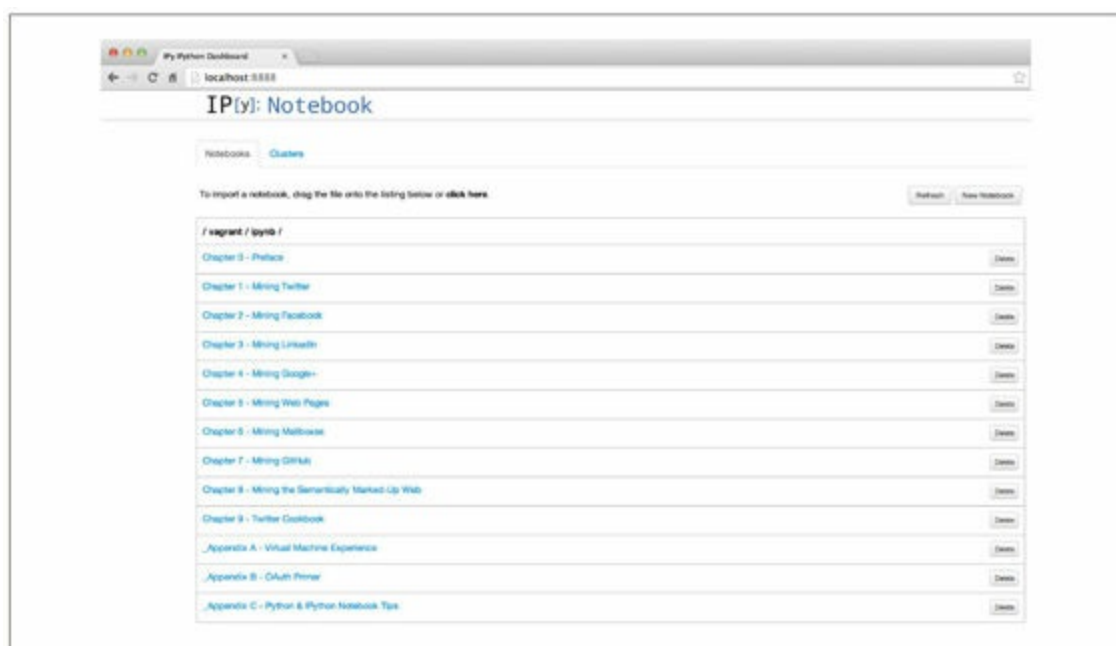 IPy IPython Dashboard
localhost:8888
IP[y]: Notebook
Notebooks Clusters
To import a notebook, drag the file onto the listing below or click here.
Refresh New Notebook
/ vagrant / ipynb /
Chapter 0 - Preface Delete
Chapter 1 - Mining Twitter Delete
Chapter 2 - Mining Facebook Delete
Chapter 3 - Mining LinkedIn Delete
Chapter 4 - Mining Google+ Delete
Chapter 5 - Mining Web Pages Delete
Chapter 6 - Mining Mailboxes Delete
Chapter 7 - Mining GitHub Delete
Chapter 8 - Mining the Semantically Marked-Up Web Delete
Chapter 9 - Twitter Cookbook Delete
_Appendix A - Virtual Machine Experience Delete
_Appendix B - OAuth Primer Delete
_Appendix C - Python & IPython Notebook Tips Delete